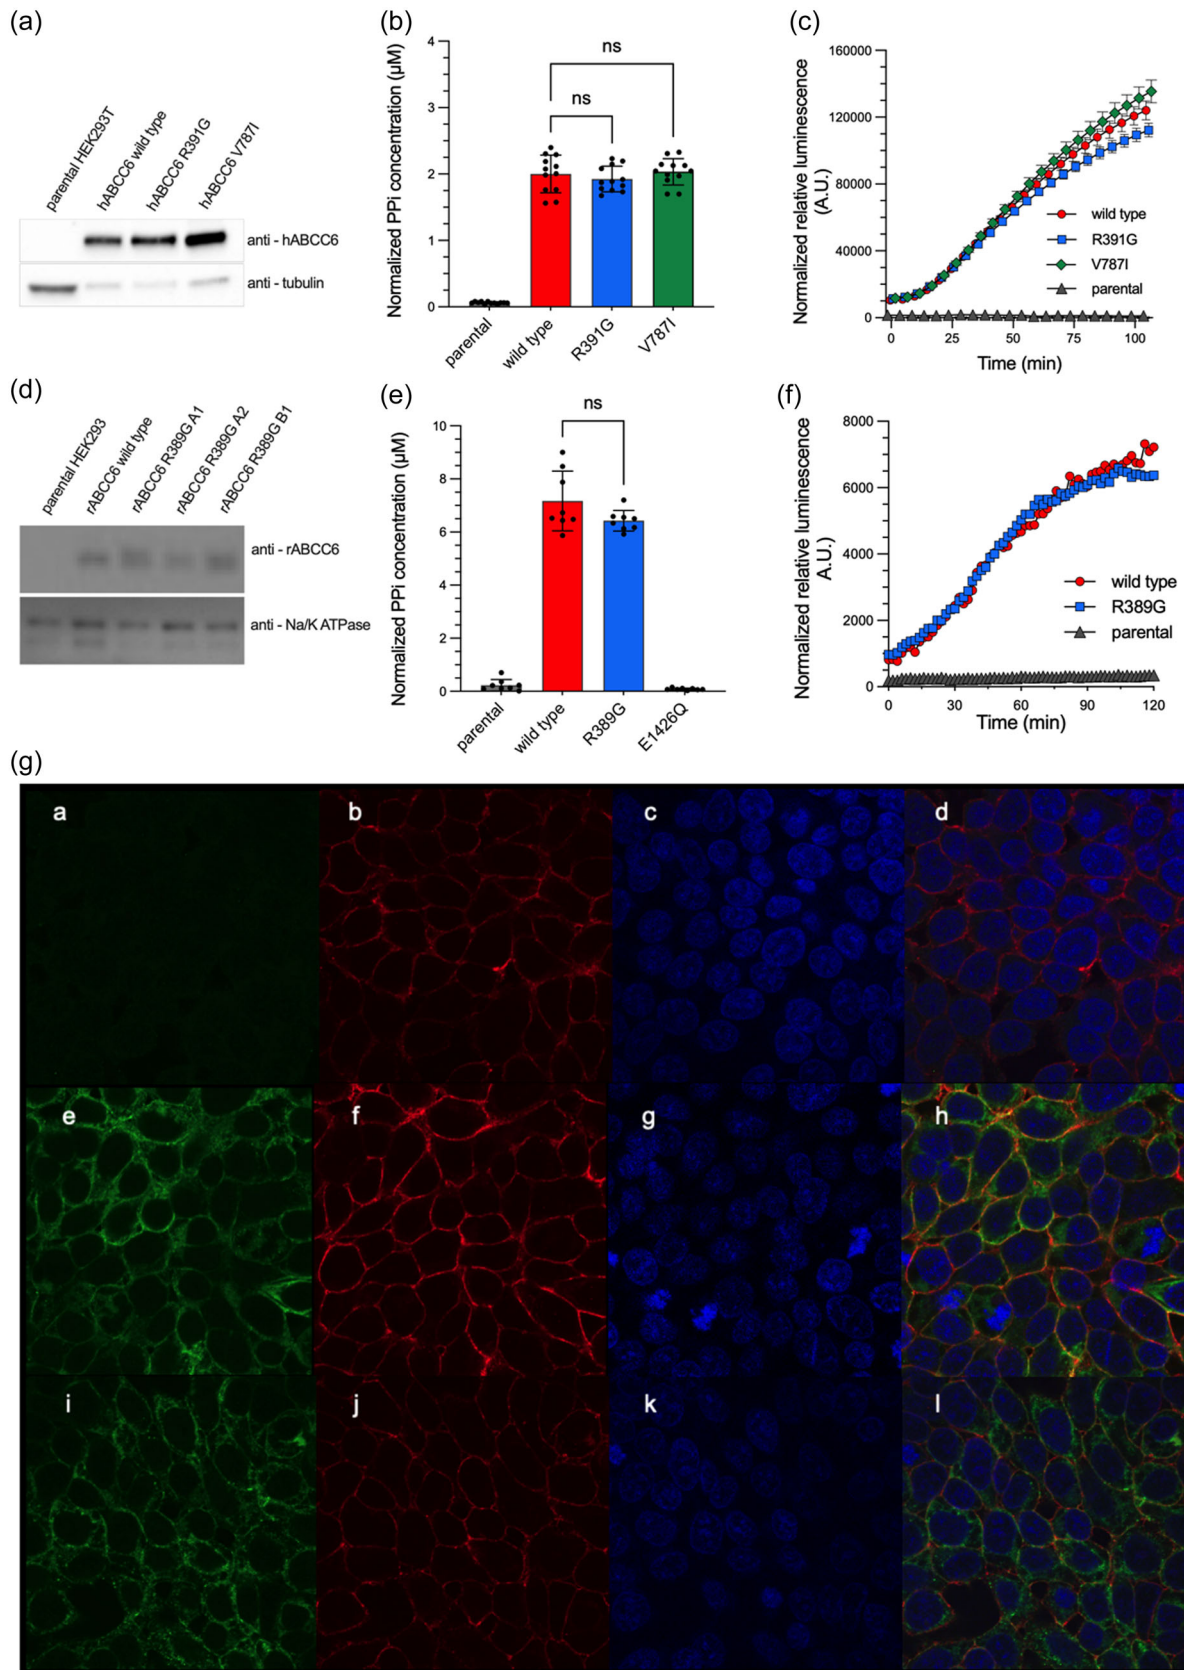 (a)
parental HEK293T
hABCC6 wild type
hABCC6 R391G
hABCC6 V787I
anti - hABCC6
anti - tubulin
(b)
Normalized PPi concentration (μM)
4
3
2
1
0
ns
ns
parental
wild type
R391G
V787I
(c)
Normalized relative luminescence
(A.U.)
160000
120000
80000
40000
0
wild type
R391G
V787I
parental
0 25 50 75 100
Time (min)
(d)
parental HEK293
rABCC6 wild type
rABCC6 R389G A1
rABCC6 R389G A2
rABCC6 R389G B1
anti - rABCC6
anti - Na/K ATPase
(e)
Normalized PPi concentration (μM)
10
8
6
4
2
0
ns
parental
wild type
R389G
E1426Q
(f)
Normalized relative luminescence
A.U.)
8000
6000
4000
2000
0
wild type
R389G
parental
0 30 60 90 120
Time (min)
(g)
a b c d
e f g h
i j k l